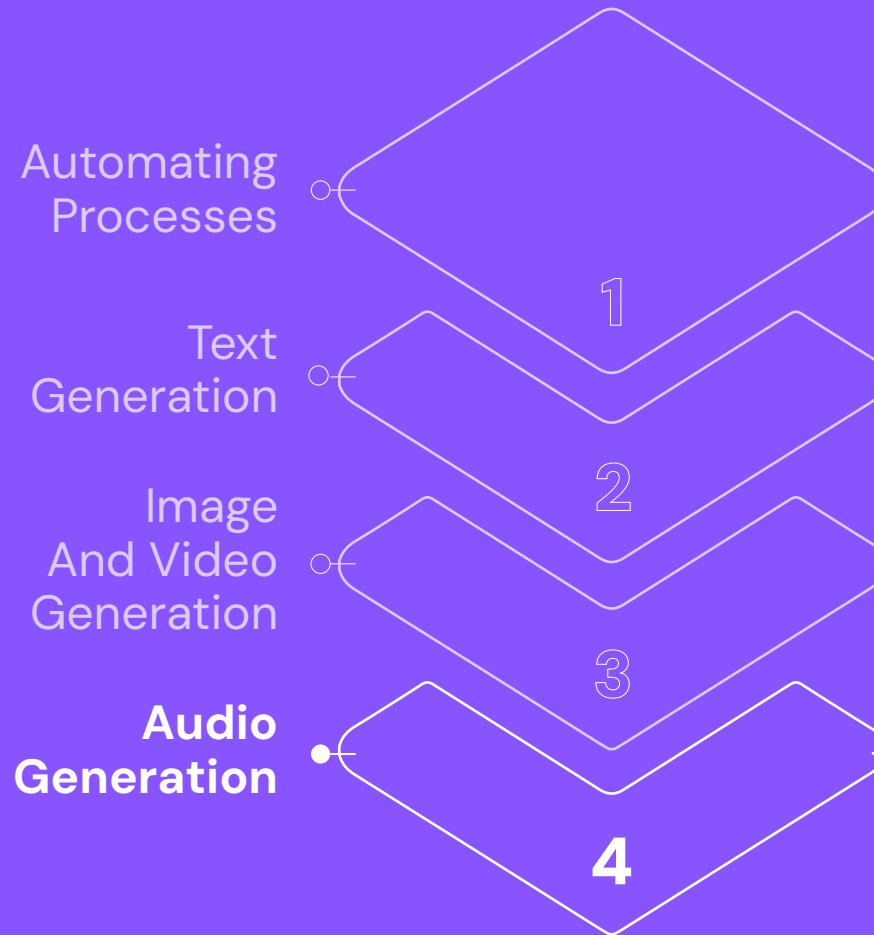 Automating
Processes
1
Text
Generation
2
Image
And Video
Generation
3
Audio
Generation
4